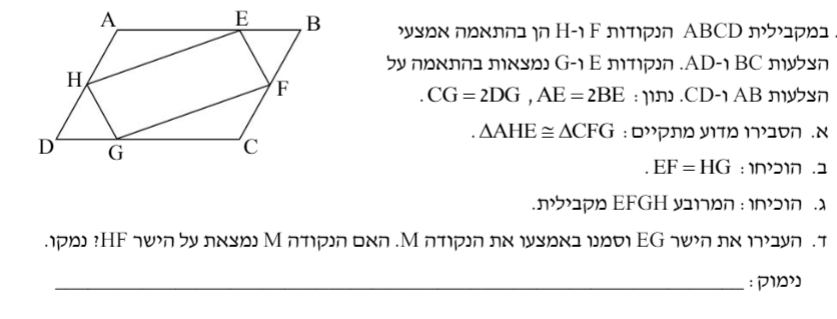 במקבילית ABCD הנקודות F ו-H הן בהתאמה אמצעי
הצלעות BC ו-AD. הנקודות E ו-G נמצאות בהתאמה על
הצלעות AB ו-CD. נתון: AE = 2BE , CG = 2DG .
א. הסבירו מדוע מתקיים: ΔAHE ≅ ΔCFG .
ב. הוכיחו: EF = HG .
ג. הוכיחו: המרובע EFGH מקבילית.
ד. העבירו את הישר EG וסמנו באמצעו את הנקודה M. האם הנקודה M נמצאת על הישר HF? נמקו.
נימוק: ____________
A E B
H F
D G C